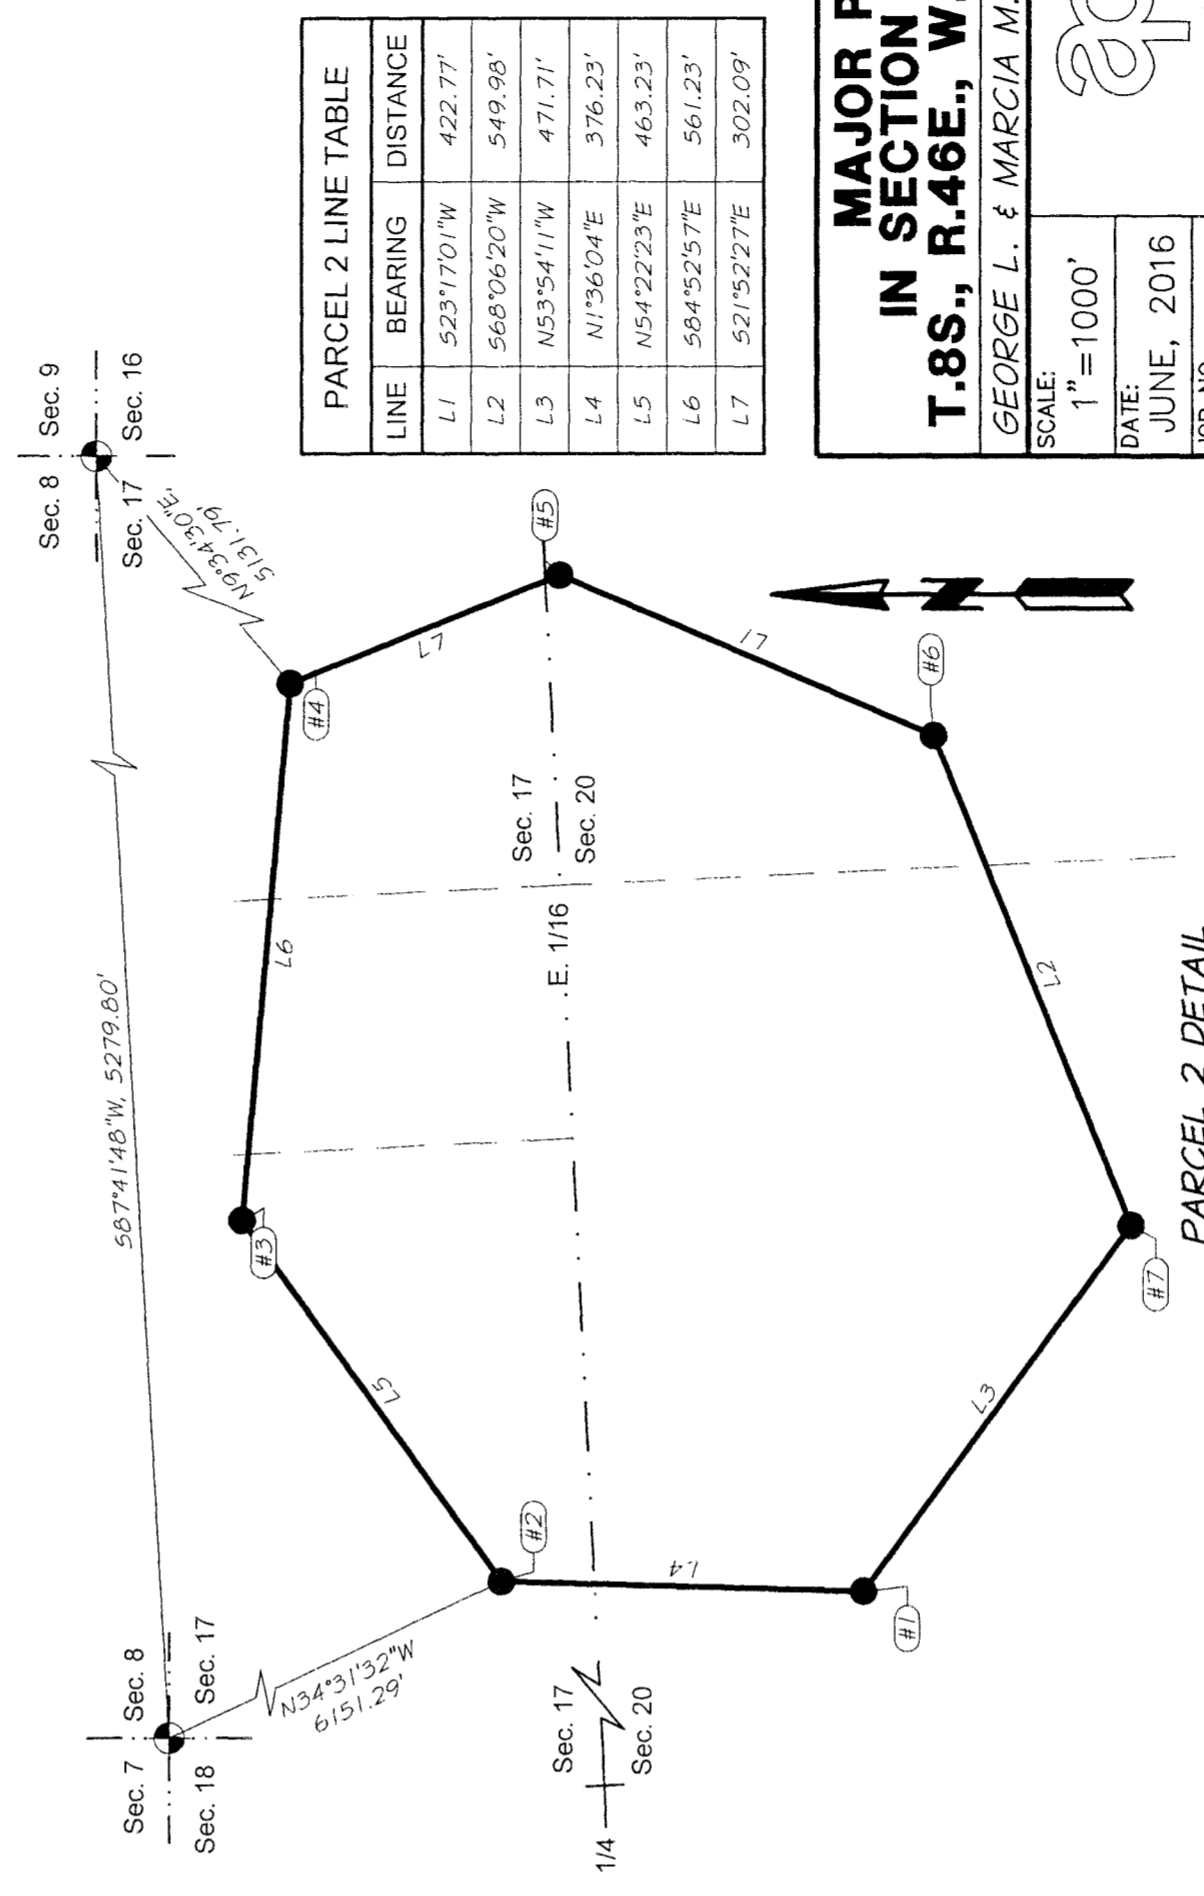 Sec. 8
Sec. 9
Sec. 17
Sec. 16
N9°34'30"E,
5131.79'
S87°41'48"W, 5279.80'
Sec. 7
Sec. 8
Sec. 18
Sec. 17
N34°31'32"W
6151.29'
#3
L6
#4
L5
L7
#2
#5
Sec. 17
Sec. 20
E. 1/16
1/4
Sec. 17
Sec. 20
L4
L1
#1
#6
L3
L2
#7
PARCEL 2 DETAIL
PARCEL 2 LINE TABLE
LINE BEARING DISTANCE
L1 S23°17'01"W 422.77'
L2 S68°06'20"W 549.98'
L3 N53°54'11"W 471.71'
L4 N1°36'04"E 376.23'
L5 N54°22'23"E 463.23'
L6 S84°52'57"E 561.23'
L7 S21°52'27"E 302.09'
MAJOR
IN SECTION
T.8S., R.46E., W.
GEORGE L. & MARCIA M.
SCALE:
1"=1000'
DATE:
JUNE, 2016